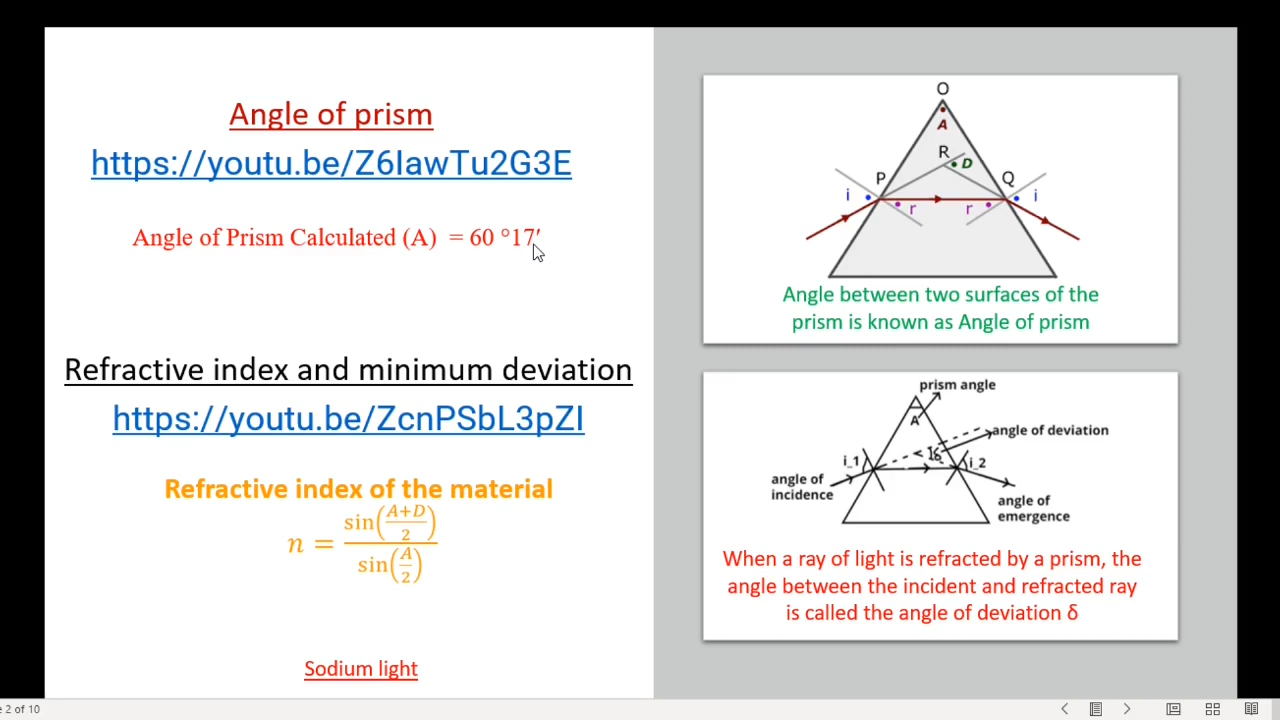 Angle of prism
https://youtu.be/Z6IawTu2G3E
Angle of Prism Calculated (A) = 60 °17′
Refractive index and minimum deviation
https://youtu.be/ZcnPSbL3pZI
Refractive index of the material
n = sin((A+D)/2) / sin(A/2)
Sodium light
O
A
R
D
P
Q
i
r
r
i
Angle between two surfaces of the
prism is known as Angle of prism
prism angle
A
angle of deviation
i_1
i_2
angle of
incidence
angle of
emergence
When a ray of light is refracted by a prism, the
angle between the incident and refracted ray
is called the angle of deviation δ
2 of 10